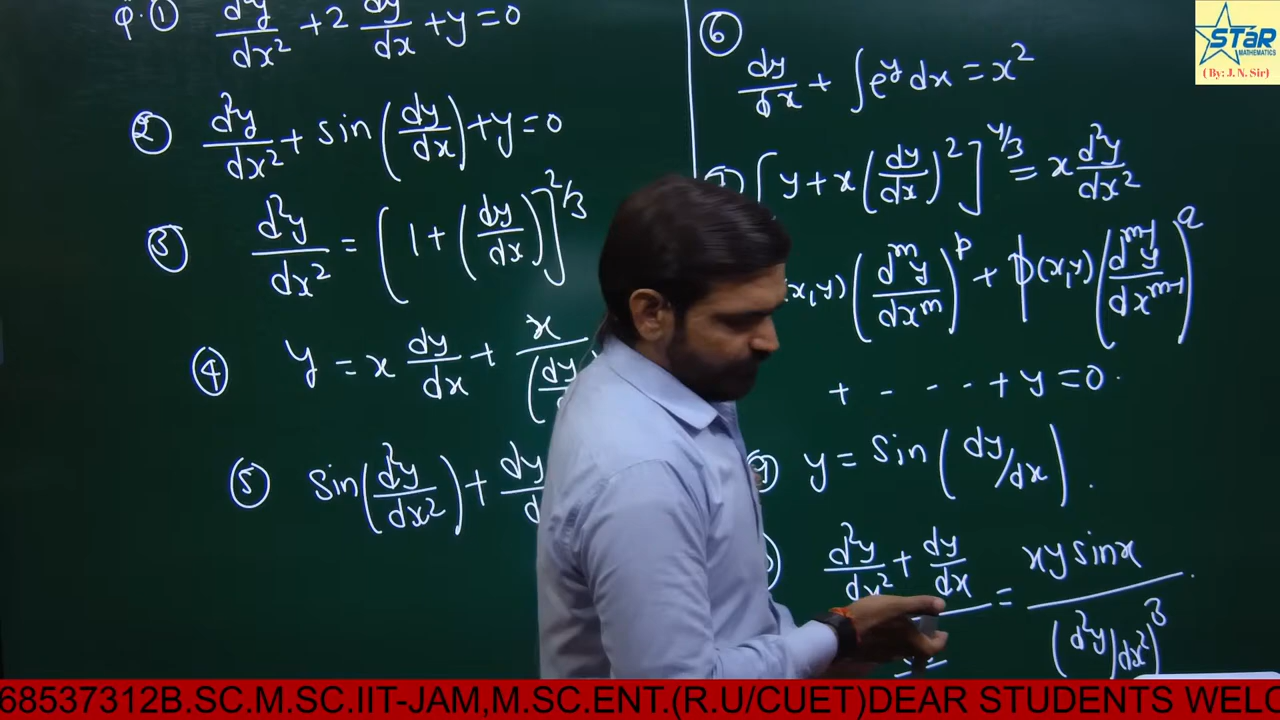 Q.① d²y/dx² + 2 dy/dx + y = 0
② d²y/dx² + sin(dy/dx) + y = 0
③ d²y/dx² = (1 + (dy/dx)]^2/3
④ y = x dy/dx + x/(dy
⑤ sin(d²y/dx²) + dy/d
⑥
dy/dx + ∫e^y dx = x²
[y + x(dy/dx)²]^4/3 = x d²y/dx²
(x,y)(d^m y/dx^m)^p + φ(x,y)(d^m-1 y/dx^m-1)^q
+ - - - - + y = 0.
⑨ y = sin(dy/dx).
d²y/dx² + dy/dx = xy sinx/(d²y/dx²)³.
STaR
MATHEMATICS
( By: J. N. Sir)
68537312B.SC.M.SC.IIT-JAM,M.SC.ENT.(R.U/CUET)DEAR STUDENTS WELC